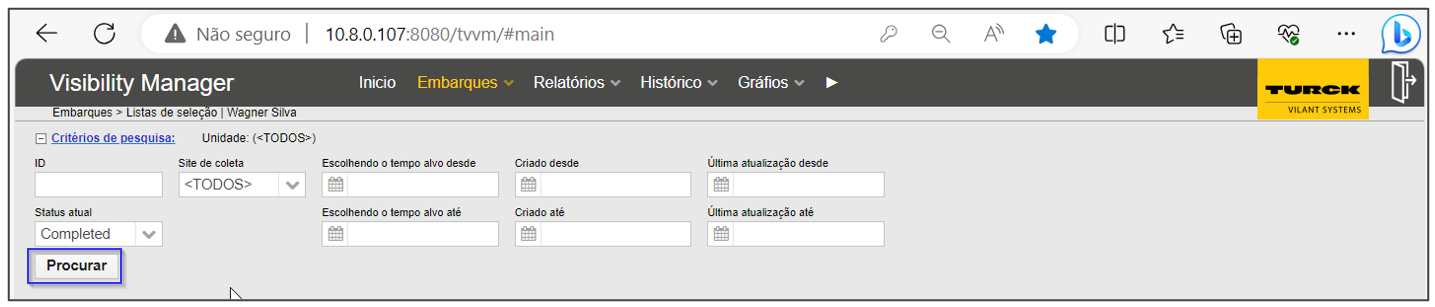 Não seguro | 10.8.0.107:8080/tvvm/#main
Visibility Manager Inicio Embarques Relatórios Histórico Gráfios
TURCK
VILANT SYSTEMS
Embarques > Listas de seleção | Wagner Silva
Critérios de pesquisa: Unidade: (<TODOS>)
ID Site de coleta Escolhendo o tempo alvo desde Criado desde Última atualização desde
<TODOS>
Status atual Escolhendo o tempo alvo até Criado até Última atualização até
Completed
Procurar